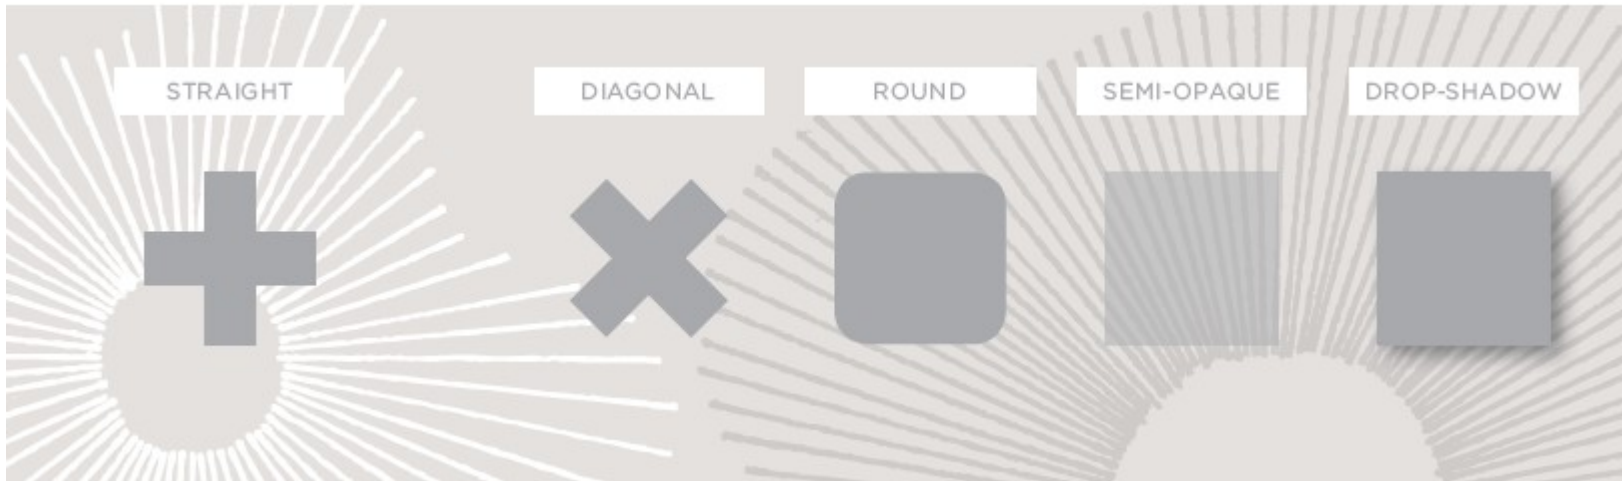 STRAIGHT
DIAGONAL
ROUND
SEMI-OPAQUE
DROP-SHADOW